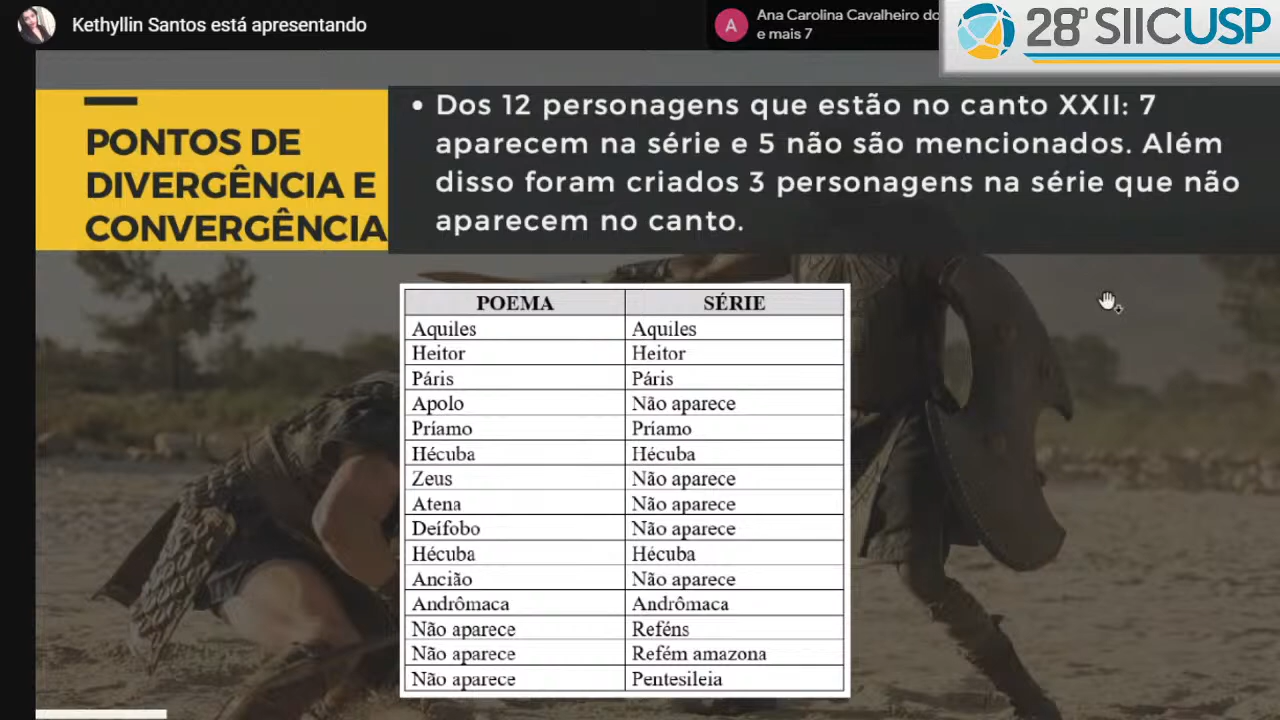 Kethyllin Santos está apresentando
A
Ana Carolina Cavalheiro do
e mais 7
28º SIICUSP
PONTOS DE
DIVERGÊNCIA E
CONVERGÊNCIA
• Dos 12 personagens que estão no canto XXII: 7
aparecem na série e 5 não são mencionados. Além
disso foram criados 3 personagens na série que não
aparecem no canto.
POEMA SÉRIE
Aquiles Aquiles
Heitor Heitor
Páris Páris
Apolo Não aparece
Príamo Príamo
Hécuba Hécuba
Zeus Não aparece
Atena Não aparece
Deífobo Não aparece
Hécuba Hécuba
Ancião Não aparece
Andrômaca Andrômaca
Não aparece Reféns
Não aparece Refém amazona
Não aparece Pentesileia